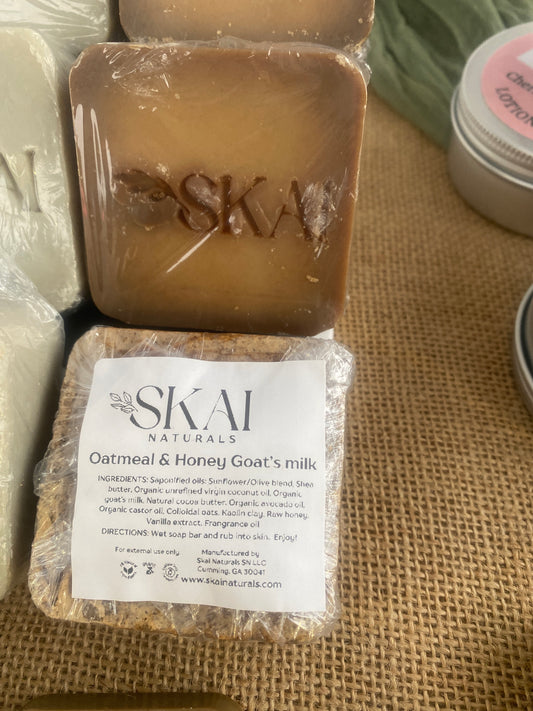 SKAI
AI
Che
LOTION
SKAI
NATURALS
Oatmeal & Honey Goat's milk
INGREDIENTS: Saponified oils: Sunflower/Olive blend, Shea
butter, Organic unrefined virgin coconut oil, Organic
goat's milk, Natural cocoa butter, Organic avocado oil,
Organic castor oil, Colloidal oats, Kaolin clay, Raw honey,
Vanilla extract, Frangrance oil
DIRECTIONS: Wet soap bar and rub into skin. Enjoy!
For external use only
Manufactured by
Skai Naturals SN LLC
Cumming, GA 30041
www.skainaturals.com